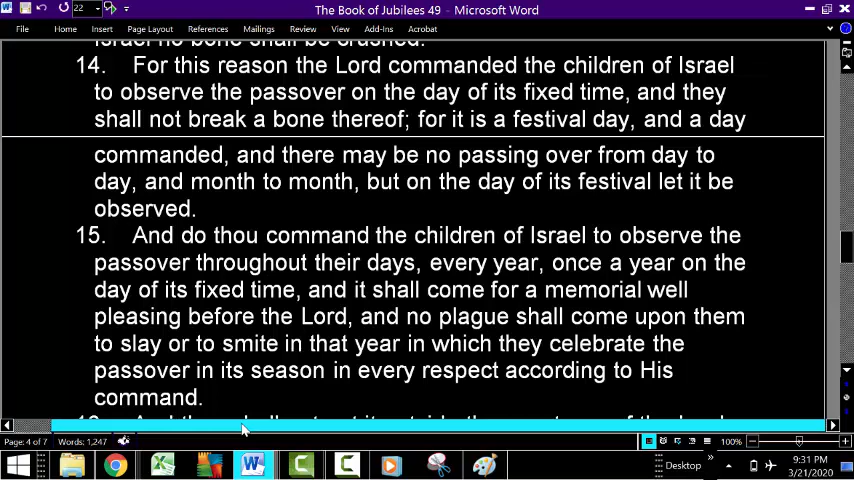 22
The Book of Jubilees 49 - Microsoft Word
File Home Insert Page Layout References Mailings Review View Add-Ins Acrobat
Israel no bone shall be crushed.
14. For this reason the Lord commanded the children of Israel
to observe the passover on the day of its fixed time, and they
shall not break a bone thereof; for it is a festival day, and a day
commanded, and there may be no passing over from day to
day, and month to month, but on the day of its festival let it be
observed.
15. And do thou command the children of Israel to observe the
passover throughout their days, every year, once a year on the
day of its fixed time, and it shall come for a memorial well
pleasing before the Lord, and no plague shall come upon them
to slay or to smite in that year in which they celebrate the
passover in its season in every respect according to His
command.
Page: 4 of 7 Words: 1,247 100%
Desktop
9:31 PM
3/21/2020